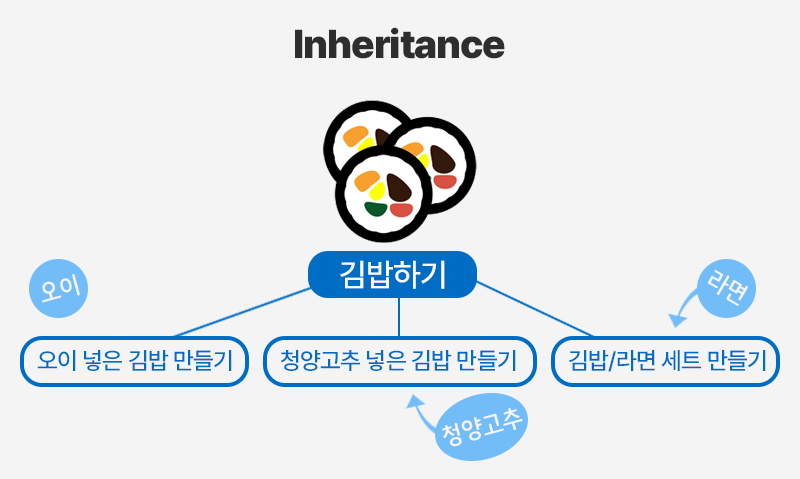 Inheritance
김밥하기
오이
라면
오이 넣은 김밥 만들기
청양고추 넣은 김밥 만들기
김밥/라면 세트 만들기
청양고추